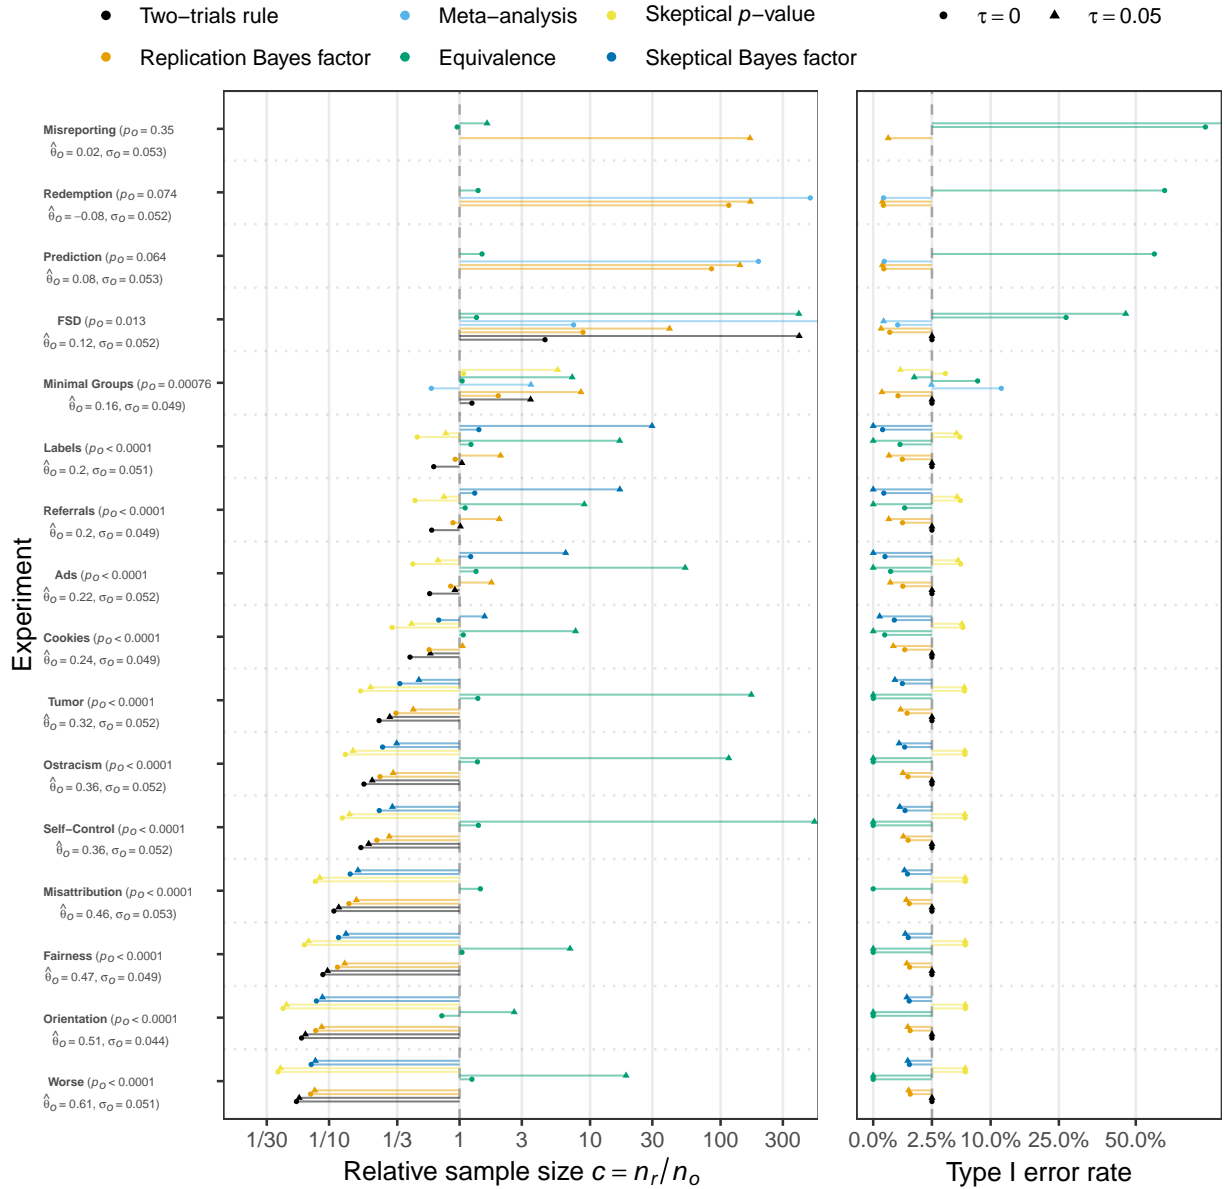 Two−trials rule
Meta−analysis
Skeptical p−value
τ = 0
τ = 0.05
Replication Bayes factor
Equivalence
Skeptical Bayes factor
Experiment
Misreporting (pₒ = 0.35
θ̂ₒ = 0.02, σₒ = 0.053)
Redemption (pₒ = 0.074
θ̂ₒ = −0.08, σₒ = 0.052)
Prediction (pₒ = 0.064
θ̂ₒ = 0.08, σₒ = 0.053)
FSD (pₒ = 0.013
θ̂ₒ = 0.12, σₒ = 0.052)
Minimal Groups (pₒ = 0.00076
θ̂ₒ = 0.16, σₒ = 0.049)
Labels (pₒ < 0.0001
θ̂ₒ = 0.2, σₒ = 0.051)
Referrals (pₒ < 0.0001
θ̂ₒ = 0.2, σₒ = 0.049)
Ads (pₒ < 0.0001
θ̂ₒ = 0.22, σₒ = 0.052)
Cookies (pₒ < 0.0001
θ̂ₒ = 0.24, σₒ = 0.049)
Tumor (pₒ < 0.0001
θ̂ₒ = 0.32, σₒ = 0.052)
Ostracism (pₒ < 0.0001
θ̂ₒ = 0.36, σₒ = 0.052)
Self−Control (pₒ < 0.0001
θ̂ₒ = 0.36, σₒ = 0.052)
Misattribution (pₒ < 0.0001
θ̂ₒ = 0.46, σₒ = 0.053)
Fairness (pₒ < 0.0001
θ̂ₒ = 0.47, σₒ = 0.049)
Orientation (pₒ < 0.0001
θ̂ₒ = 0.51, σₒ = 0.044)
Worse (pₒ < 0.0001
θ̂ₒ = 0.61, σₒ = 0.051)
1/30 1/10 1/3 1 3 10 30 100 300
Relative sample size c = nᵣ/nₒ
0.0% 2.5% 10.0% 25.0% 50.0%
Type I error rate